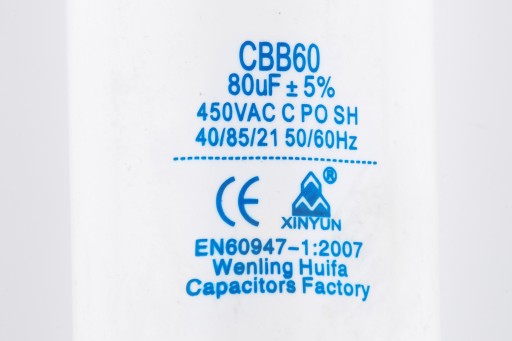 CBB60
80uF ± 5%
450VAC C PO SH
40/85/21 50/60Hz
CE ®
XINYUN
EN60947-1:2007
Wenling Huifa
Capacitors Factory